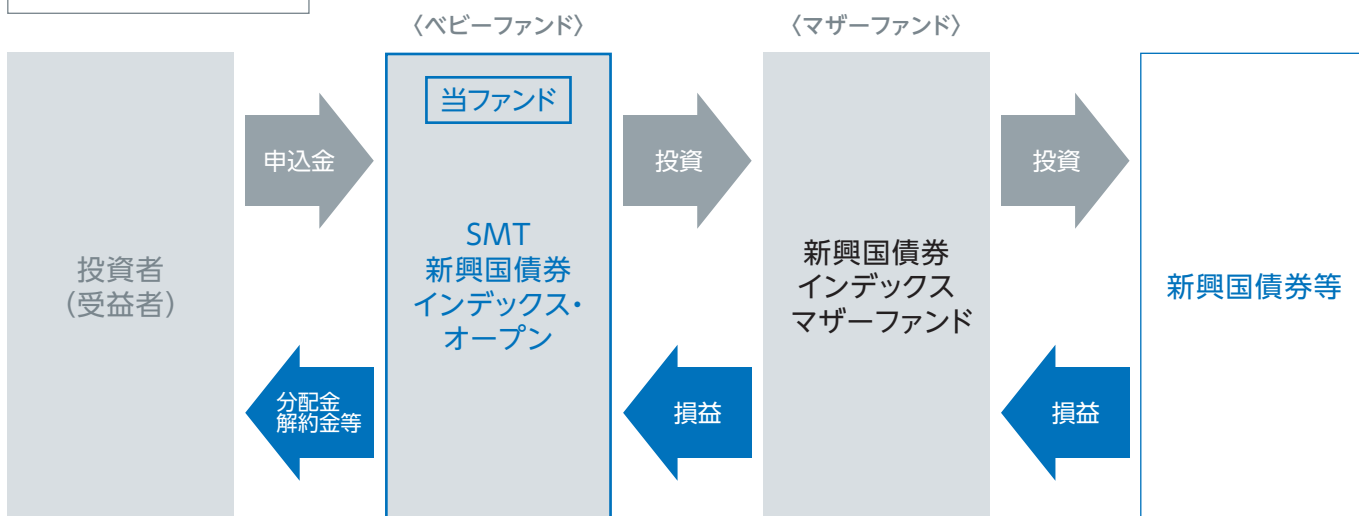 〈ベビーファンド〉
〈マザーファンド〉
当ファンド
申込金
投資
投資
投資者
(受益者)
SMT
新興国債券
インデックス・
オープン
新興国債券
インデックス
マザーファンド
新興国債券等
分配金
解約金等
損益
損益